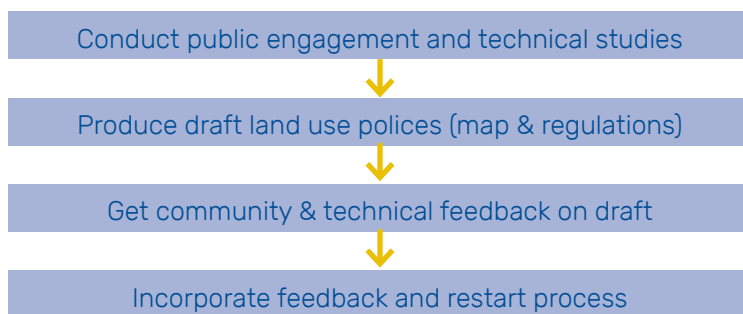 Conduct public engagement and technical studies
Produce draft land use polices (map & regulations)
Get community & technical feedback on draft
Incorporate feedback and restart process